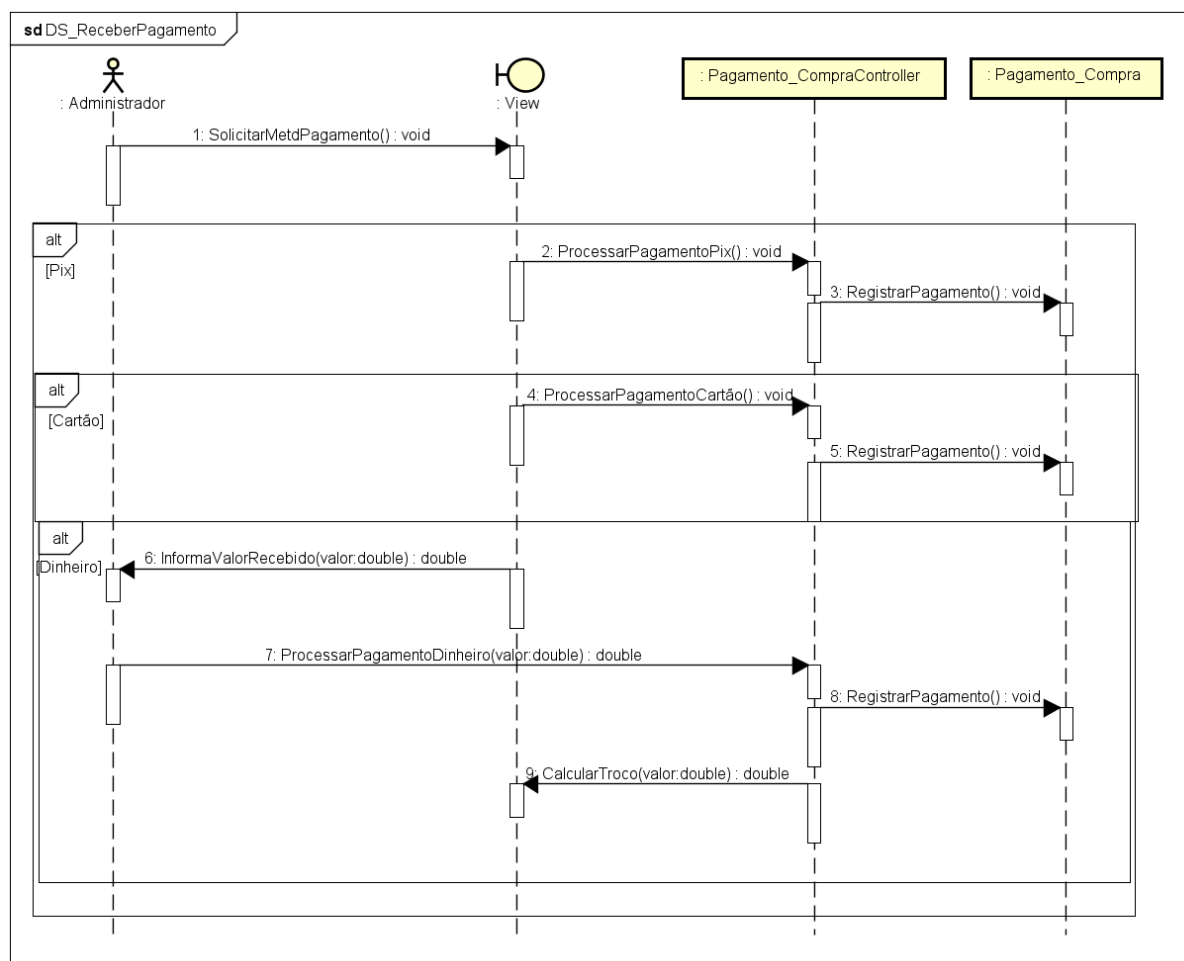 sd DS_ReceberPagamento
: Administrador
: View
: Pagamento_CompraController
: Pagamento_Compra
1: SolicitarMetdPagamento() : void
alt
[Pix]
2: ProcessarPagamentoPix() : void
3: RegistrarPagamento() : void
alt
[Cartão]
4: ProcessarPagamentoCartão() : void
5: RegistrarPagamento() : void
alt
[Dinheiro]
6: InformaValorRecebido(valor:double) : double
7: ProcessarPagamentoDinheiro(valor:double) : double
8: RegistrarPagamento() : void
9: CalcularTroco(valor:double) : double